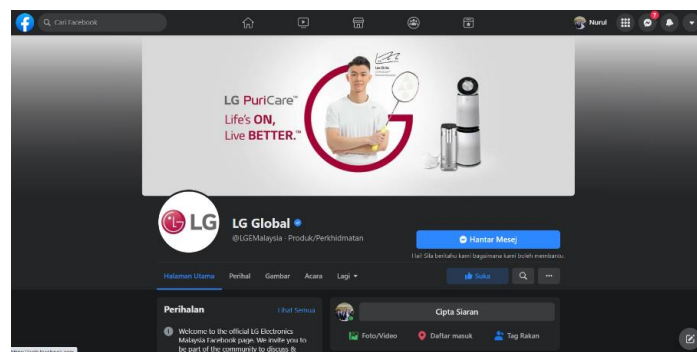 Cari Facebook
Nurul
7
LG PuriCare™
Life's ON,
Live BETTER.™
LG
LG Global
@LGEMalaysia · Produk/Perkhidmatan
Hantar Mesej
Hai! Sila beritahu kami bagaimana kami boleh membantu.
Halaman Utama Perihal Gambar Acara Lagi
Suka
Perihalan
Lihat Semua
Welcome to the official LG Electronics
Malaysia Facebook page. We invite you to
be part of the community to discuss &
Cipta Siaran
Foto/Video Daftar masuk Tag Rakan